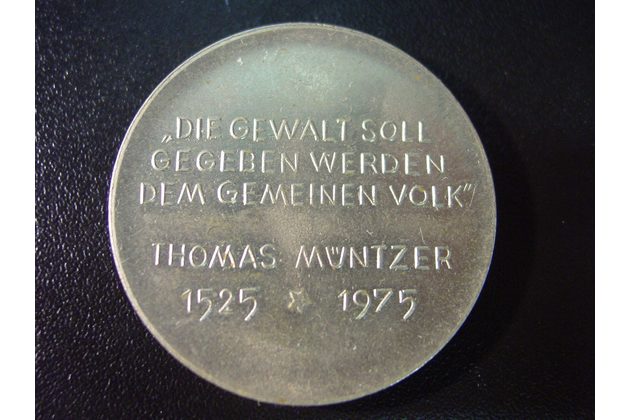 „DIE GEWALT SOLL
GEGEBEN WERDEN
DEM GEMEINEN VOLK”
THOMAS MÜNTZER
1525 ☆ 1975